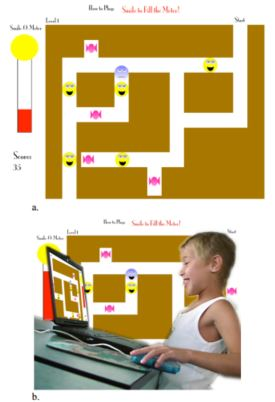 How to Play: Smile to Fill the Meter!
Level 1 Start
Smile-O-Meter
Score:
35
a.
How to Play: Smile to Fill the Meter!
Level 1 Start
Smile-O-Meter
b.